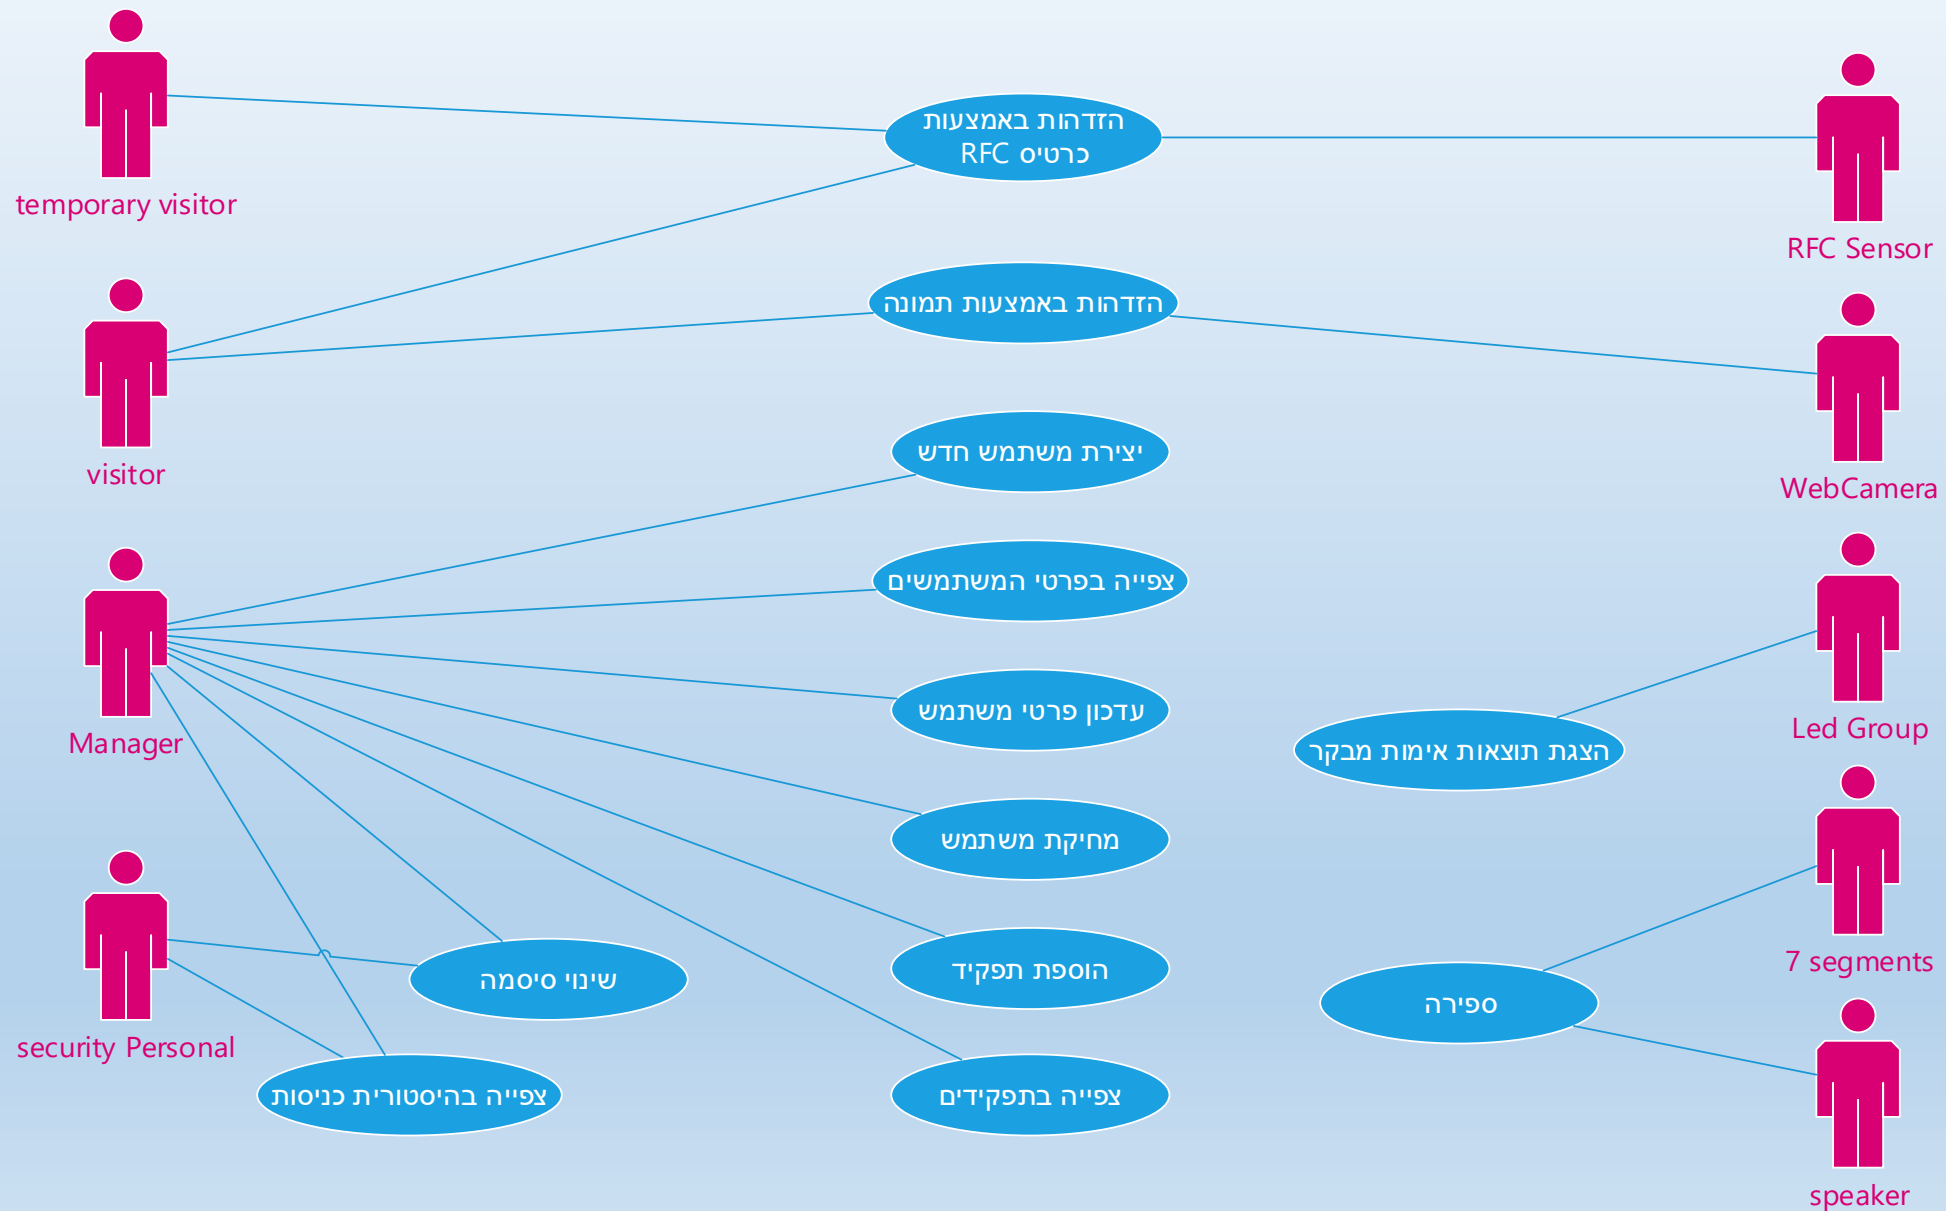 temporary visitor
הזדהות באמצעות
כרטיס RFC
RFC Sensor
visitor
הזדהות באמצעות תמונה
WebCamera
יצירת משתמש חדש
צפייה בפרטי המשתמשים
Manager
עדכון פרטי משתמש
הצגת תוצאות אימות מבקר
Led Group
מחיקת משתמש
7 segments
security Personal
שינוי סיסמה
הוספת תפקיד
ספירה
צפייה בהיסטורית כניסות
צפייה בתפקידים
speaker